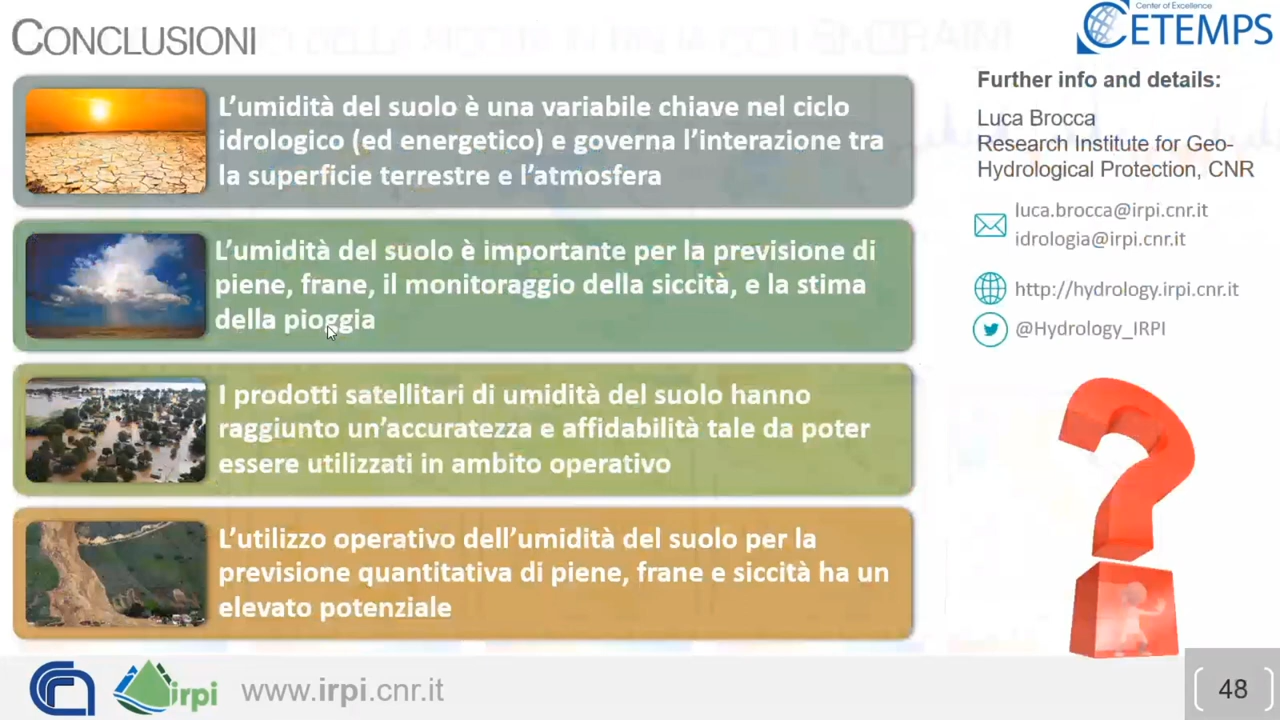 CONCLUSIONI
Center of Excellence
CETEMPS
L'umidità del suolo è una variabile chiave nel ciclo
idrologico (ed energetico) e governa l'interazione tra
la superficie terrestre e l'atmosfera
L'umidità del suolo è importante per la previsione di
piene, frane, il monitoraggio della siccità, e la stima
della pioggia
I prodotti satellitari di umidità del suolo hanno
raggiunto un'accuratezza e affidabilità tale da poter
essere utilizzati in ambito operativo
L'utilizzo operativo dell'umidità del suolo per la
previsione quantitativa di piene, frane e siccità ha un
elevato potenziale
Further info and details:
Luca Brocca
Research Institute for Geo-
Hydrological Protection, CNR
luca.brocca@irpi.cnr.it
idrologia@irpi.cnr.it
http://hydrology.irpi.cnr.it
@Hydrology_IRPI
irpi
www.irpi.cnr.it
48